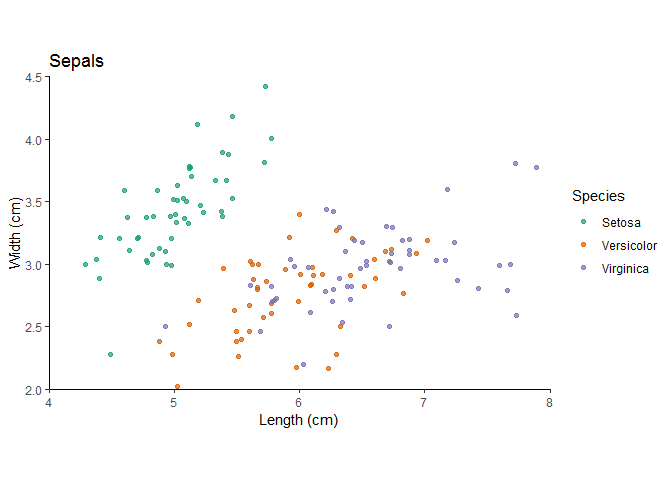 Sepals
4.5
4.0
3.5
3.0
2.5
2.0
Width (cm)
4 5 6 7 8
Length (cm)
Species
Setosa
Versicolor
Virginica